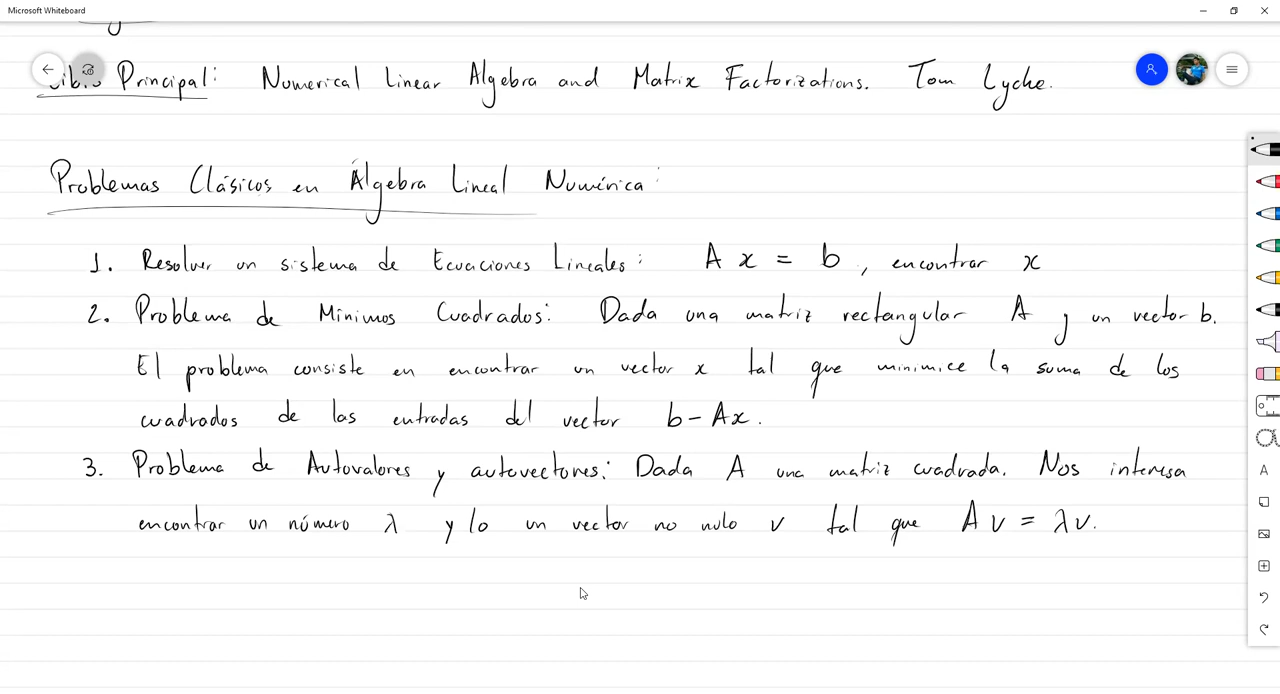 Microsoft Whiteboard
Principal: Numerical Linear Algebra and Matrix Factorizations. Tom Lyche.
Problemas Clásicos en Álgebra Lineal Numérica:
1. Resolver un sistema de Ecuaciones Lineales: A x = b, encontrar x
2. Problema de Mínimos Cuadrados: Dada una matriz rectangular A y un vector b.
El problema consiste en encontrar un vector x tal que minimice la suma de los
cuadrados de las entradas del vector b - Ax.
3. Problema de Autovalores y autovectores: Dada A una matriz cuadrada. Nos interesa
encontrar un número λ y/o un vector no nulo v tal que A v = λv.
A